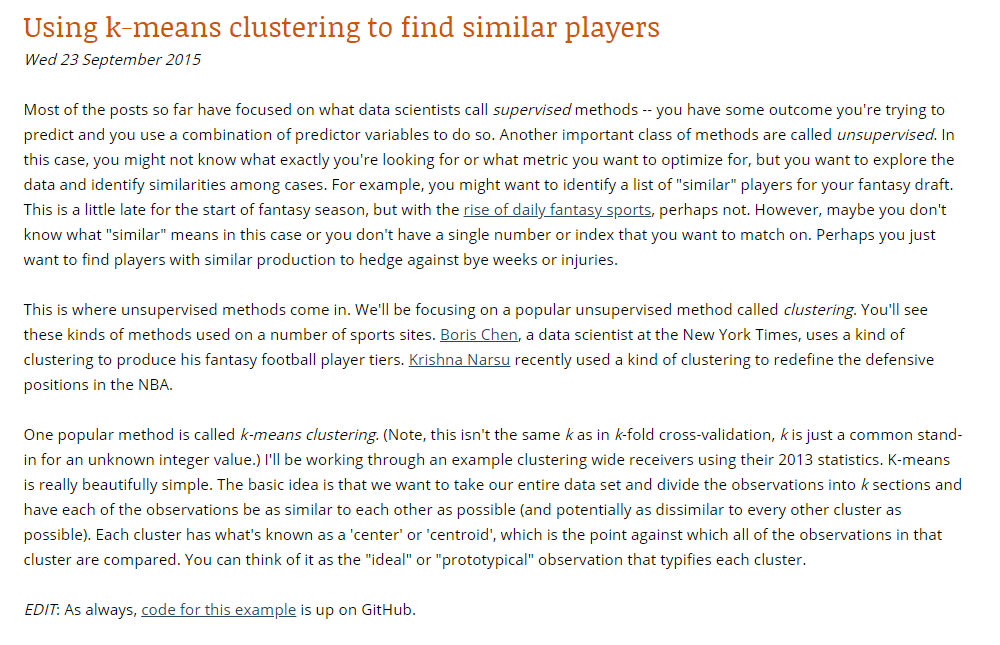 Using k-means clustering to find similar players
Wed 23 September 2015
Most of the posts so far have focused on what data scientists call supervised methods -- you have some outcome you're trying to
predict and you use a combination of predictor variables to do so. Another important class of methods are called unsupervised. In
this case, you might not know what exactly you're looking for or what metric you want to optimize for, but you want to explore the
data and identify similarities among cases. For example, you might want to identify a list of "similar" players for your fantasy draft.
This is a little late for the start of fantasy season, but with the rise of daily fantasy sports, perhaps not. However, maybe you don't
know what "similar" means in this case or you don't have a single number or index that you want to match on. Perhaps you just
want to find players with similar production to hedge against bye weeks or injuries.
This is where unsupervised methods come in. We'll be focusing on a popular unsupervised method called clustering. You'll see
these kinds of methods used on a number of sports sites. Boris Chen, a data scientist at the New York Times, uses a kind of
clustering to produce his fantasy football player tiers. Krishna Narsu recently used a kind of clustering to redefine the defensive
positions in the NBA.
One popular method is called k-means clustering. (Note, this isn't the same k as in k-fold cross-validation, k is just a common stand-
in for an unknown integer value.) I'll be working through an example clustering wide receivers using their 2013 statistics. K-means
is really beautifully simple. The basic idea is that we want to take our entire data set and divide the observations into k sections and
have each of the observations be as similar to each other as possible (and potentially as dissimilar to every other cluster as
possible). Each cluster has what's known as a 'center' or 'centroid', which is the point against which all of the observations in that
cluster are compared. You can think of it as the "ideal" or "prototypical" observation that typifies each cluster.
EDIT: As always, code for this example is up on GitHub.